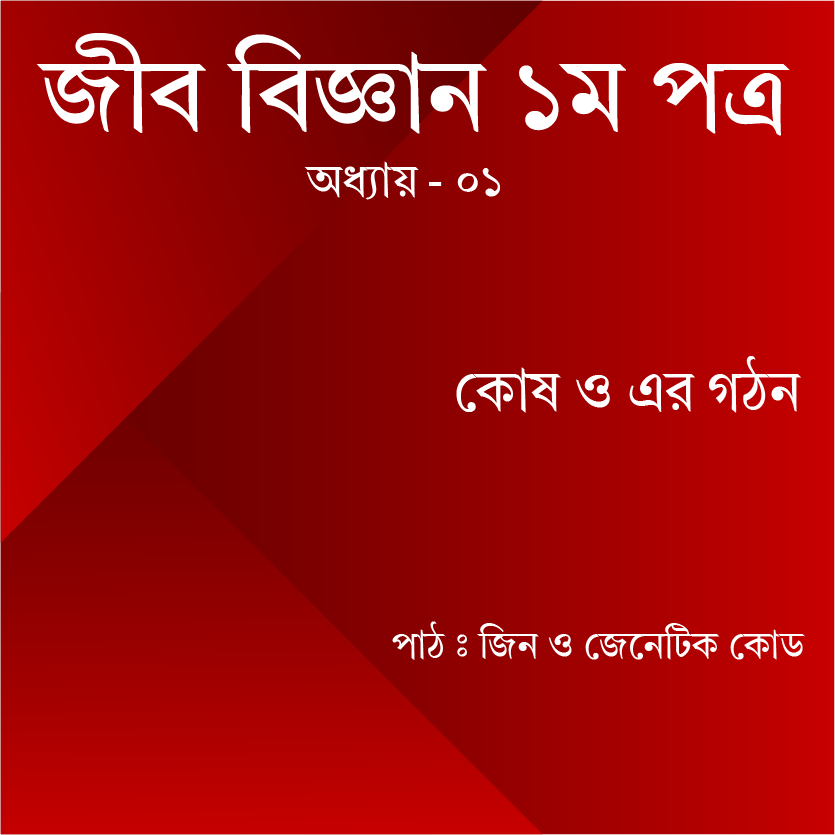 জীব বিজ্ঞান ১ম পত্র
অধ্যায় - ০১
কোষ ও এর গঠন
পাঠ ঃ জিন ও জেনেটিক কোড